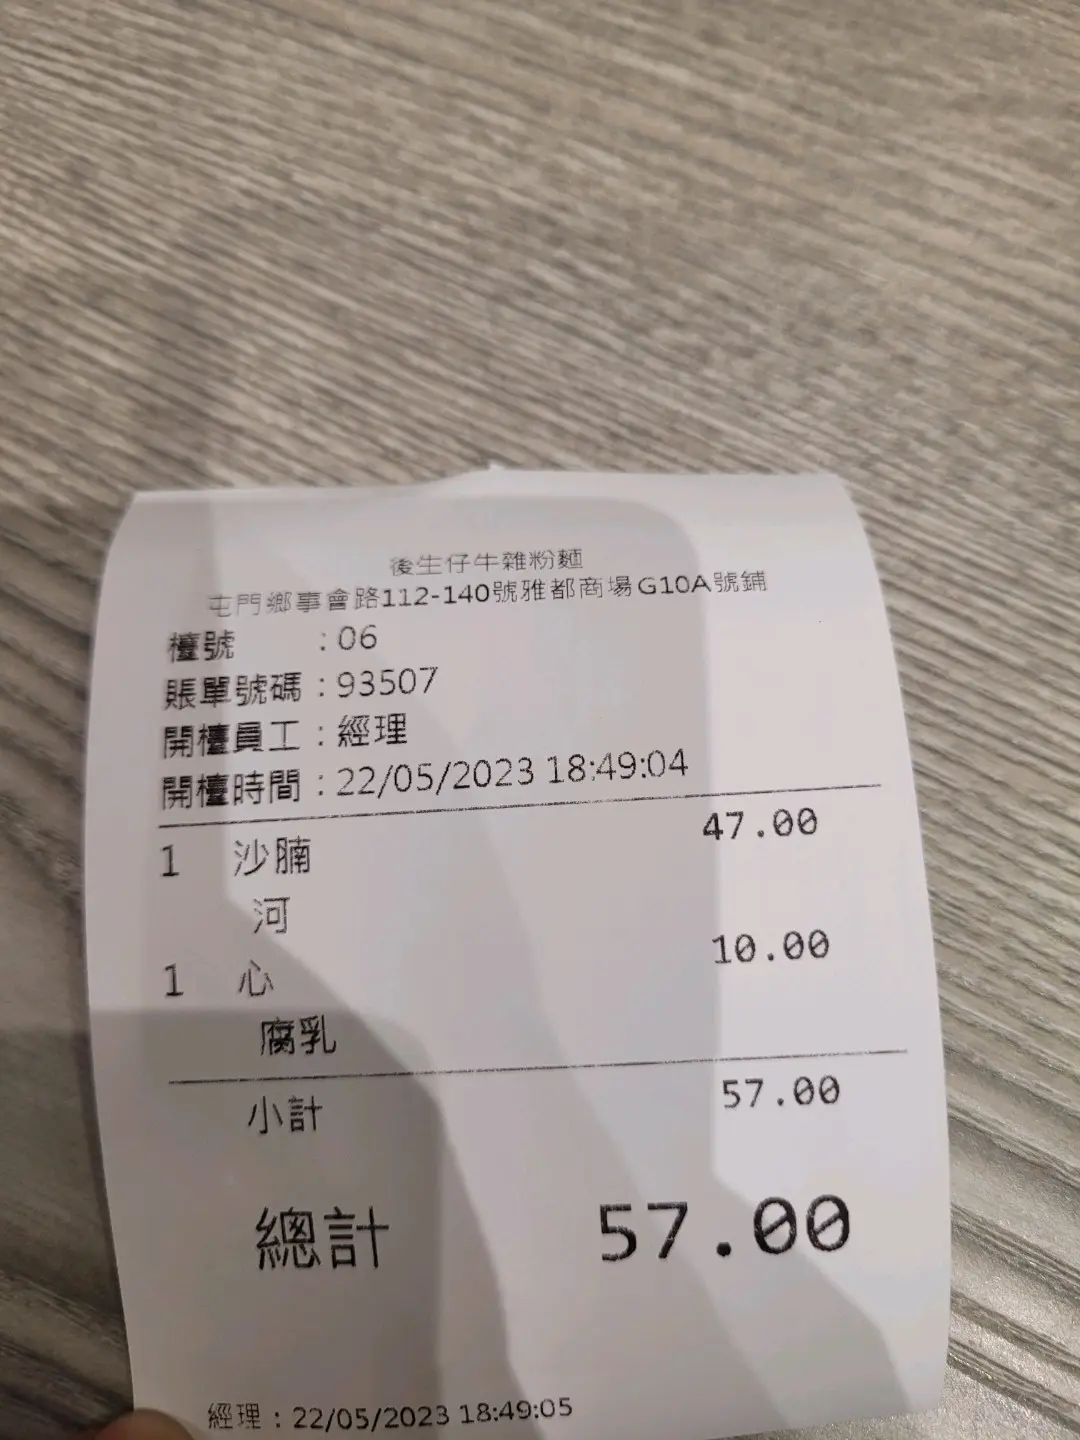 後生仔牛雜粉麵
屯門鄉事會路112-140號雅都商場G10A號鋪
檯號 : 06
賬單號碼 : 93507
開檯員工 : 經理
開檯時間 : 22/05/2023 18:49:04
1 沙腩 47.00
河
1 心 10.00
腐乳
小計 57.00
總計 57.00
經理 : 22/05/2023 18:49:05